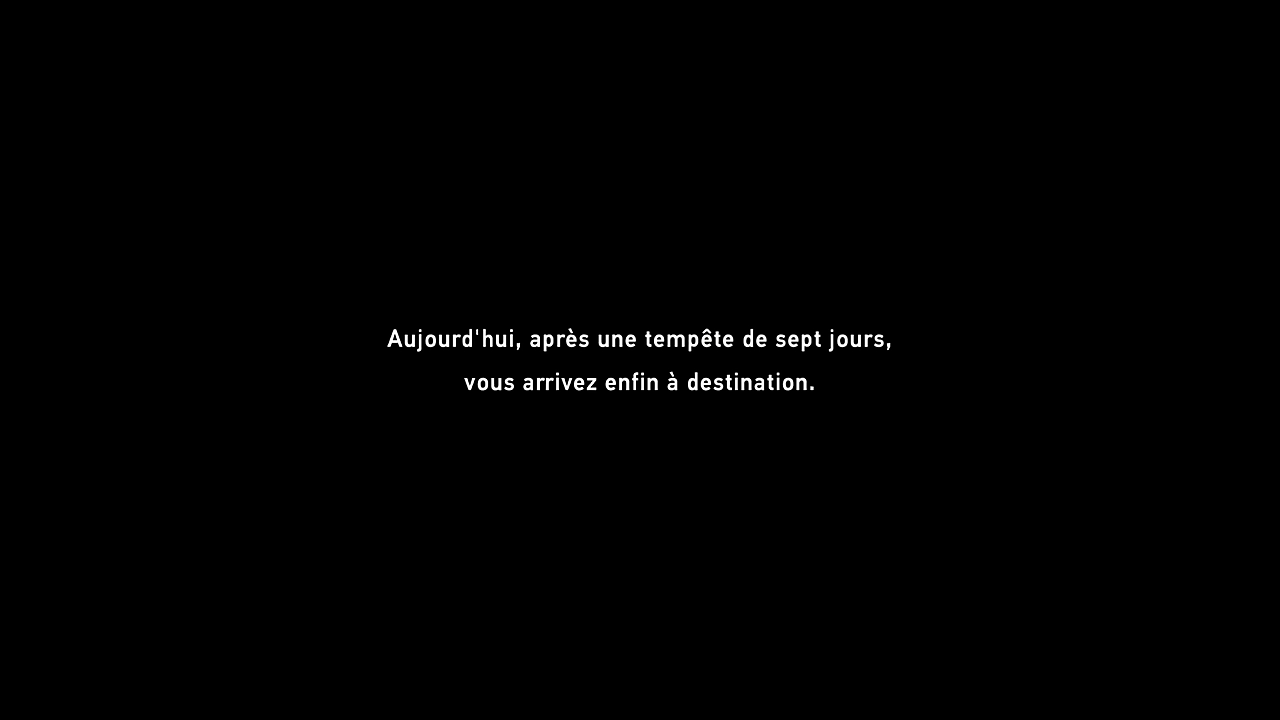 Aujourd'hui, après une tempête de sept jours,
vous arrivez enfin à destination.